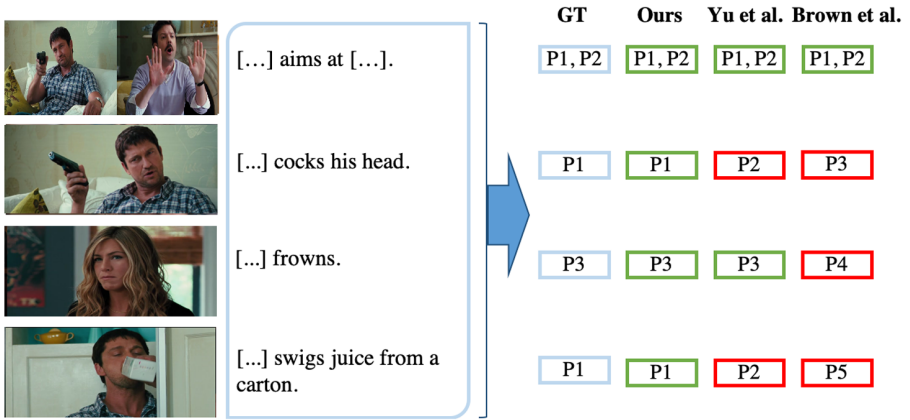 GT Ours Yu et al. Brown et al.
[…] aims at […]. P1, P2 P1, P2 P1, P2 P1, P2
[...] cocks his head. P1 P1 P2 P3
[...] frowns. P3 P3 P3 P4
[...] swigs juice from a
carton.
P1 P1 P2 P5